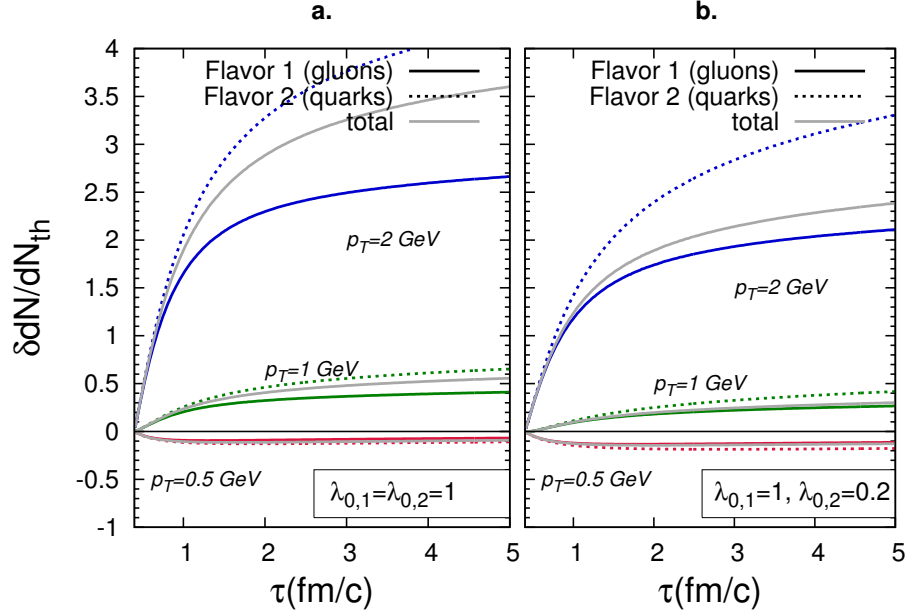 a.
b.
δdN/dN_th
4
3.5
3
2.5
2
1.5
1
0.5
0
-0.5
-1
Flavor 1 (gluons)
Flavor 2 (quarks)
total
p_T=2 GeV
p_T=1 GeV
p_T=0.5 GeV
λ_0,1=λ_0,2=1
1
2
3
4
5
τ(fm/c)
Flavor 1 (gluons)
Flavor 2 (quarks)
total
p_T=2 GeV
p_T=1 GeV
p_T=0.5 GeV
λ_0,1=1, λ_0,2=0.2
1
2
3
4
5
τ(fm/c)